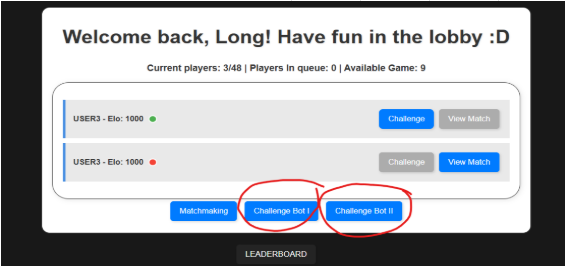 Welcome back, Long! Have fun in the lobby :D
Current players: 3/48 | Players In queue: 0 | Available Game: 9
USER3 - Elo: 1000 Challenge View Match
USER3 - Elo: 1000 Challenge View Match
Matchmaking Challenge Bot I Challenge Bot II
LEADERBOARD